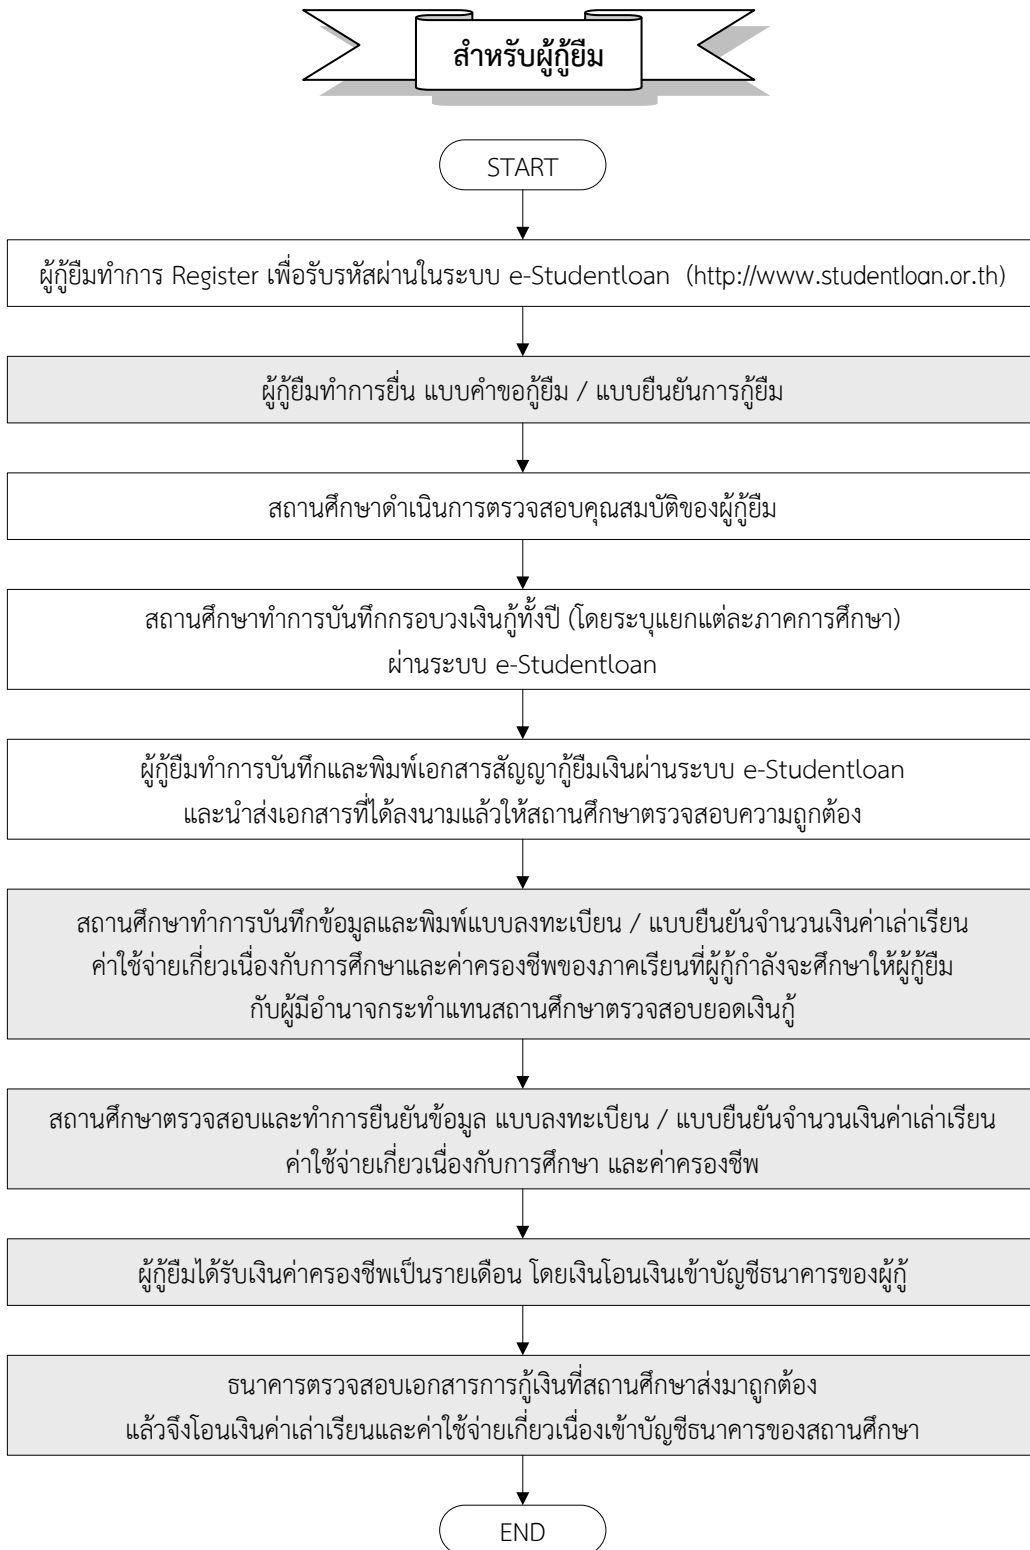 สำหรับผู้กู้ยืม
START
ผู้กู้ยืมทำการ Register เพื่อรับรหัสผ่านในระบบ e-Studentloan (http://www.studentloan.or.th)
ผู้กู้ยืมทำการยื่น แบบคำขอกู้ยืม / แบบยืนยันการกู้ยืม
สถานศึกษาดำเนินการตรวจสอบคุณสมบัติของผู้กู้ยืม
สถานศึกษาทำการบันทึกกรอบวงเงินกู้ทั้งปี (โดยระบุแยกแต่ละภาคการศึกษา)
ผ่านระบบ e-Studentloan
ผู้กู้ยืมทำการบันทึกและพิมพ์เอกสารสัญญากู้ยืมเงินผ่านระบบ e-Studentloan
และนำส่งเอกสารที่ได้ลงนามแล้วให้สถานศึกษาตรวจสอบความถูกต้อง
สถานศึกษาทำการบันทึกข้อมูลและพิมพ์แบบลงทะเบียน / แบบยืนยันจำนวนเงินค่าเล่าเรียน
ค่าใช้จ่ายเกี่ยวเนื่องกับการศึกษาและค่าครองชีพของภาคเรียนที่ผู้กู้กำลังจะศึกษาให้ผู้กู้ยืม
กับผู้มีอำนาจกระทำแทนสถานศึกษาตรวจสอบยอดเงินกู้
สถานศึกษาตรวจสอบและทำการยืนยันข้อมูล แบบลงทะเบียน / แบบยืนยันจำนวนเงินค่าเล่าเรียน
ค่าใช้จ่ายเกี่ยวเนื่องกับการศึกษา และค่าครองชีพ
ผู้กู้ยืมได้รับเงินค่าครองชีพเป็นรายเดือน โดยเงินโอนเงินเข้าบัญชีธนาคารของผู้กู้
ธนาคารตรวจสอบเอกสารการกู้เงินที่สถานศึกษาส่งมาถูกต้อง
แล้วจึงโอนเงินค่าเล่าเรียนและค่าใช้จ่ายเกี่ยวเนื่องเข้าบัญชีธนาคารของสถานศึกษา
END